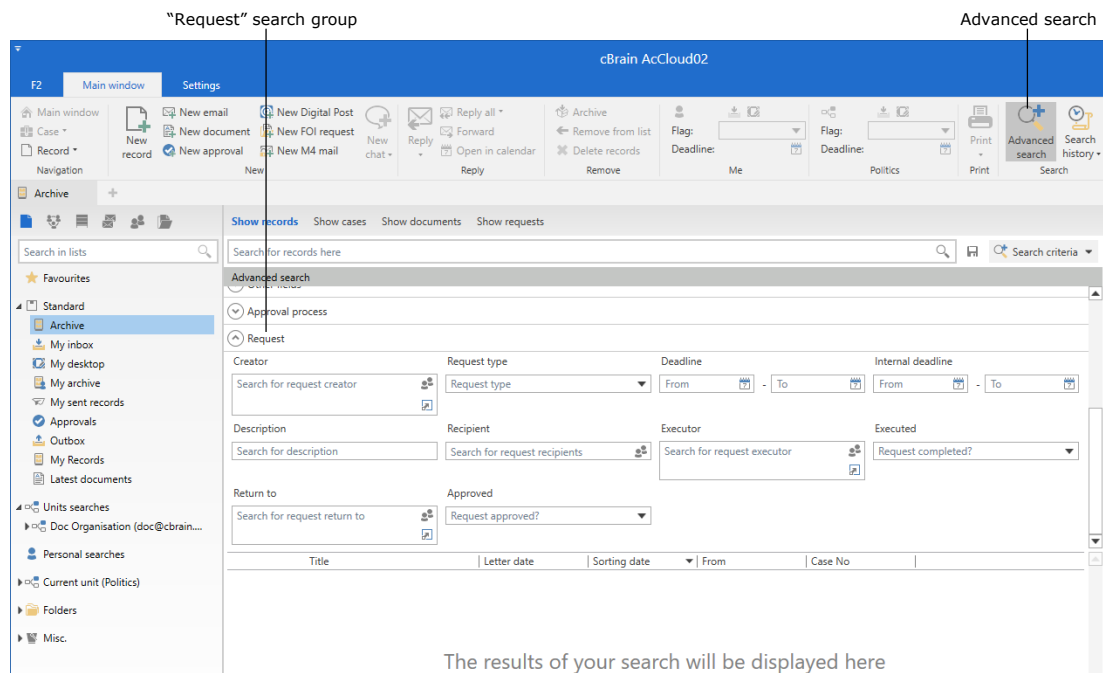 “Request” search group
Advanced search
cBrain AcCloud02
F2 Main window Settings
Main window New email New Digital Post Reply all Archive
Case New document New FOI request Forward Remove from list Flag: Flag:
Record New record New approval New M4 mail New chat Reply Open in calendar Delete records Deadline: Deadline: Print Advanced search Search history
Navigation New Reply Remove Me Politics Print Search
Archive
Show records Show cases Show documents Show requests
Search in lists Search for records here Search criteria
Favourites Advanced search
Other fields
Standard Approval process
Archive
My inbox Request
My desktop Creator Request type Deadline Internal deadline
My archive Search for request creator Request type From - To From - To
My sent records
Approvals Description Recipient Executor Executed
Outbox Search for description Search for request recipients Search for request executor Request completed?
My Records
Latest documents
Return to Approved
Units searches Search for request return to Request approved?
Doc Organisation (doc@cbrain....
Personal searches Title Letter date Sorting date From Case No
Current unit (Politics)
Folders
Misc.
The results of your search will be displayed here